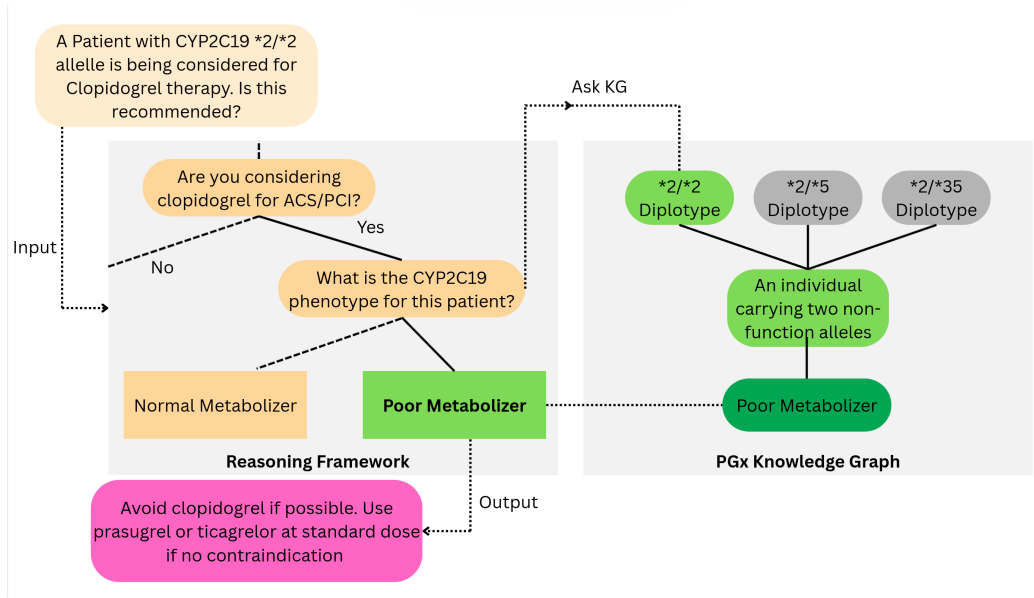 A Patient with CYP2C19 *2/*2
allelle is being considered for
Clopidogrel therapy. Is this
recommended?
Ask KG
Are you considering
clopidogrel for ACS/PCI?
*2/*2
Diplotype
*2/*5
Diplotype
*2/*35
Diplotype
Input
Yes
No
What is the CYP2C19
phenotype for this patient?
An individual
carrying two non-
function alleles
Normal Metabolizer
Poor Metabolizer
Poor Metabolizer
Reasoning Framework
PGx Knowledge Graph
Output
Avoid clopidogrel if possible. Use
prasugrel or ticagrelor at standard dose
if no contraindication